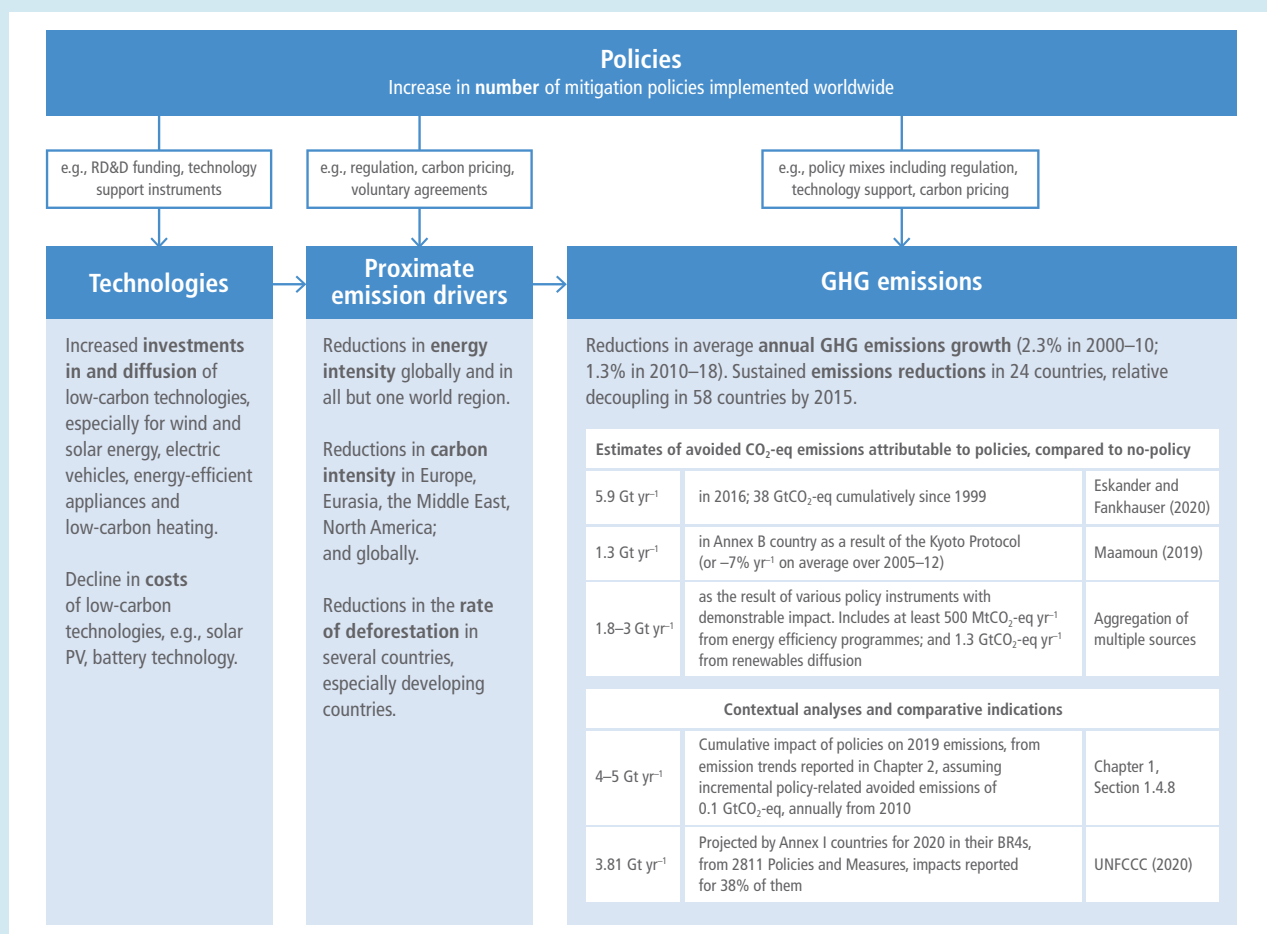 Policies
Increase in number of mitigation policies implemented worldwide
e.g., RD&D funding, technology
support instruments
e.g., regulation, carbon pricing,
voluntary agreements
e.g., policy mixes including regulation,
technology support, carbon pricing
Technologies
Increased investments
in and diffusion of
low-carbon technologies,
especially for wind and
solar energy, electric
vehicles, energy-efficient
appliances and
low-carbon heating.
Decline in costs
of low-carbon
technologies, e.g., solar
PV, battery technology.
Proximate
emission drivers
Reductions in energy
intensity globally and in
all but one world region.
Reductions in carbon
intensity in Europe,
Eurasia, the Middle East,
North America;
and globally.
Reductions in the rate
of deforestation in
several countries,
especially developing
countries.
GHG emissions
Reductions in average annual GHG emissions growth (2.3% in 2000–10;
1.3% in 2010–18). Sustained emissions reductions in 24 countries, relative
decoupling in 58 countries by 2015.
Estimates of avoided CO₂-eq emissions attributable to policies, compared to no-policy
5.9 Gt yr⁻¹
in 2016; 38 GtCO₂-eq cumulatively since 1999
Eskander and
Fankhauser (2020)
1.3 Gt yr⁻¹
in Annex B country as a result of the Kyoto Protocol
(or –7% yr⁻¹ on average over 2005–12)
Maamoun (2019)
1.8–3 Gt yr⁻¹
as the result of various policy instruments with
demonstrable impact. Includes at least 500 MtCO₂-eq yr⁻¹
from energy efficiency programmes; and 1.3 GtCO₂-eq yr⁻¹
from renewables diffusion
Aggregation of
multiple sources
Contextual analyses and comparative indications
4–5 Gt yr⁻¹
Cumulative impact of policies on 2019 emissions, from
emission trends reported in Chapter 2, assuming
incremental policy-related avoided emissions of
0.1 GtCO₂-eq, annually from 2010
Chapter 1,
Section 1.4.8
3.81 Gt yr⁻¹
Projected by Annex I countries for 2020 in their BR4s,
from 2811 Policies and Measures, impacts reported
for 38% of them
UNFCCC (2020)